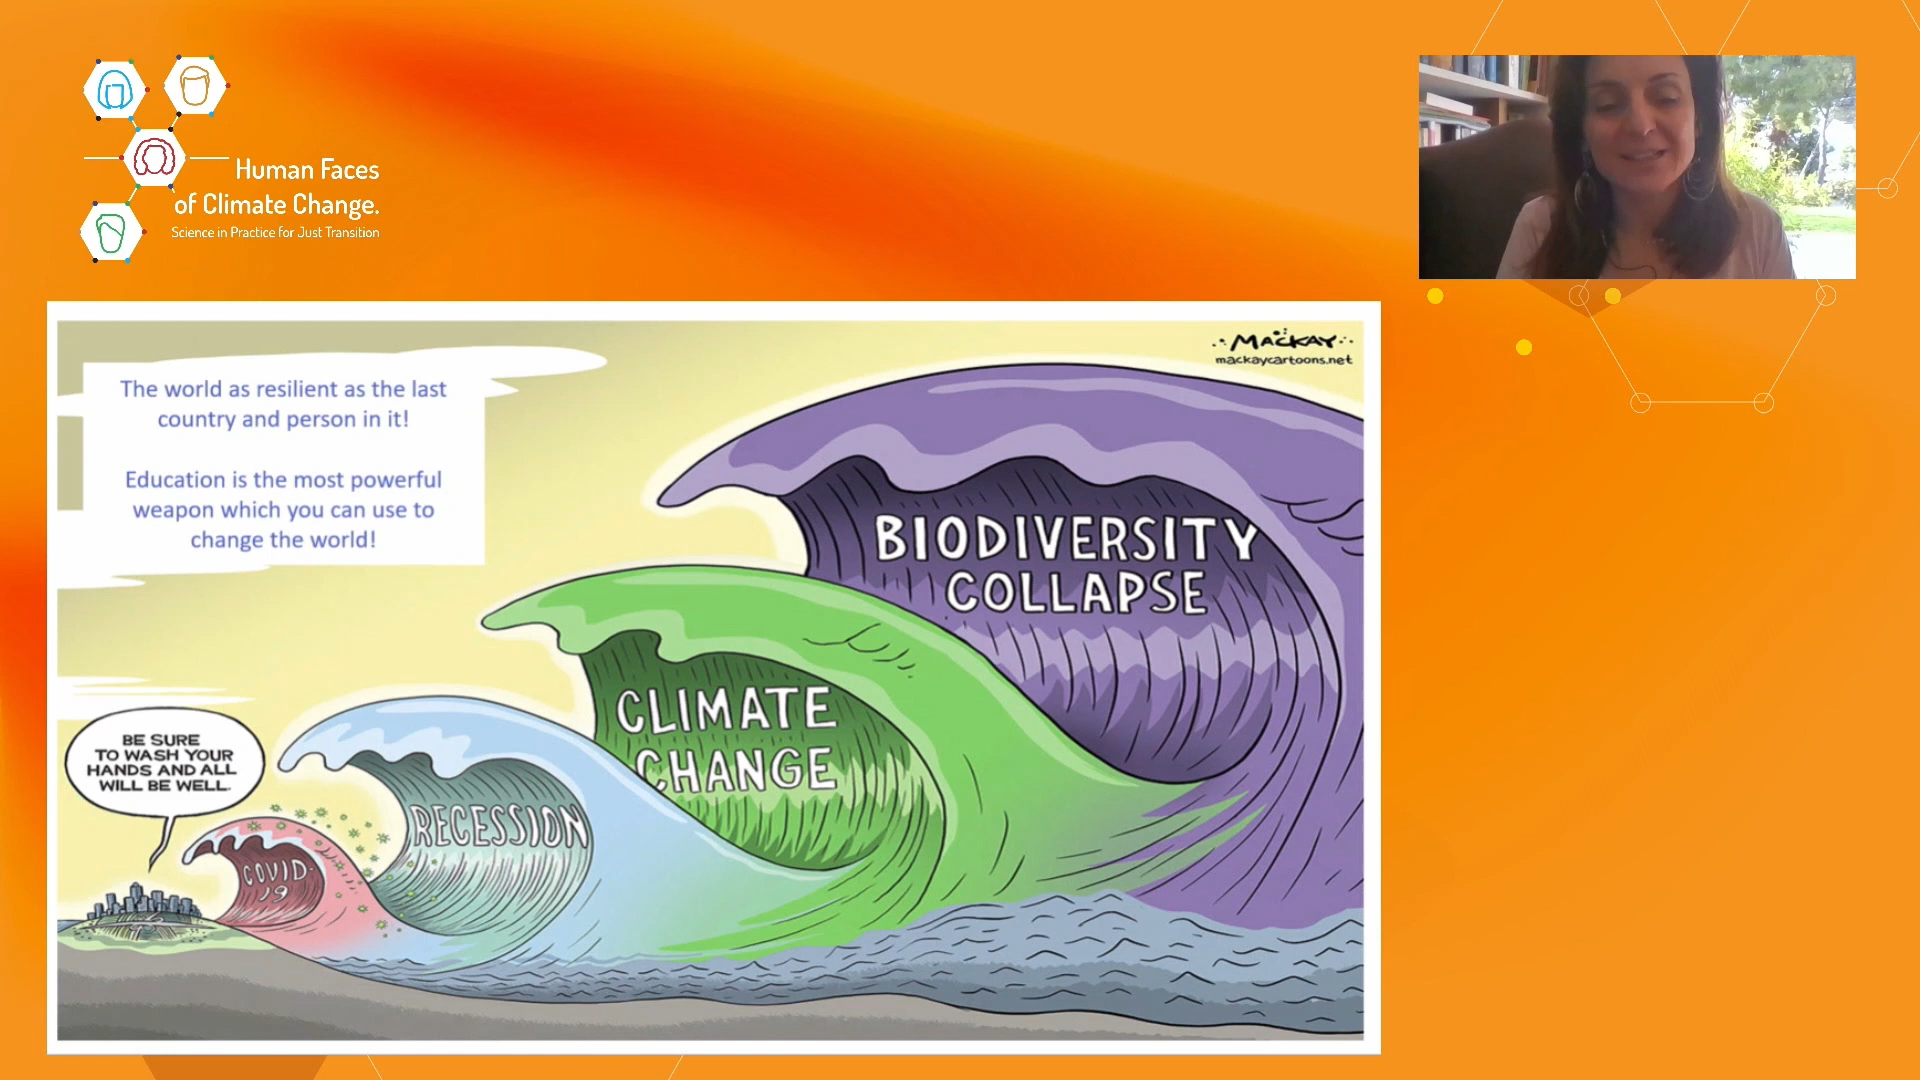 Human Faces
of Climate Change.
Science in Practice for Just Transition
MACKAY
mackaycartoons.net
The world as resilient as the last
country and person in it!
Education is the most powerful
weapon which you can use to
change the world!
BIODIVERSITY
COLLAPSE
CLIMATE
CHANGE
RECESSION
COVID-
19
BE SURE
TO WASH YOUR
HANDS AND ALL
WILL BE WELL.